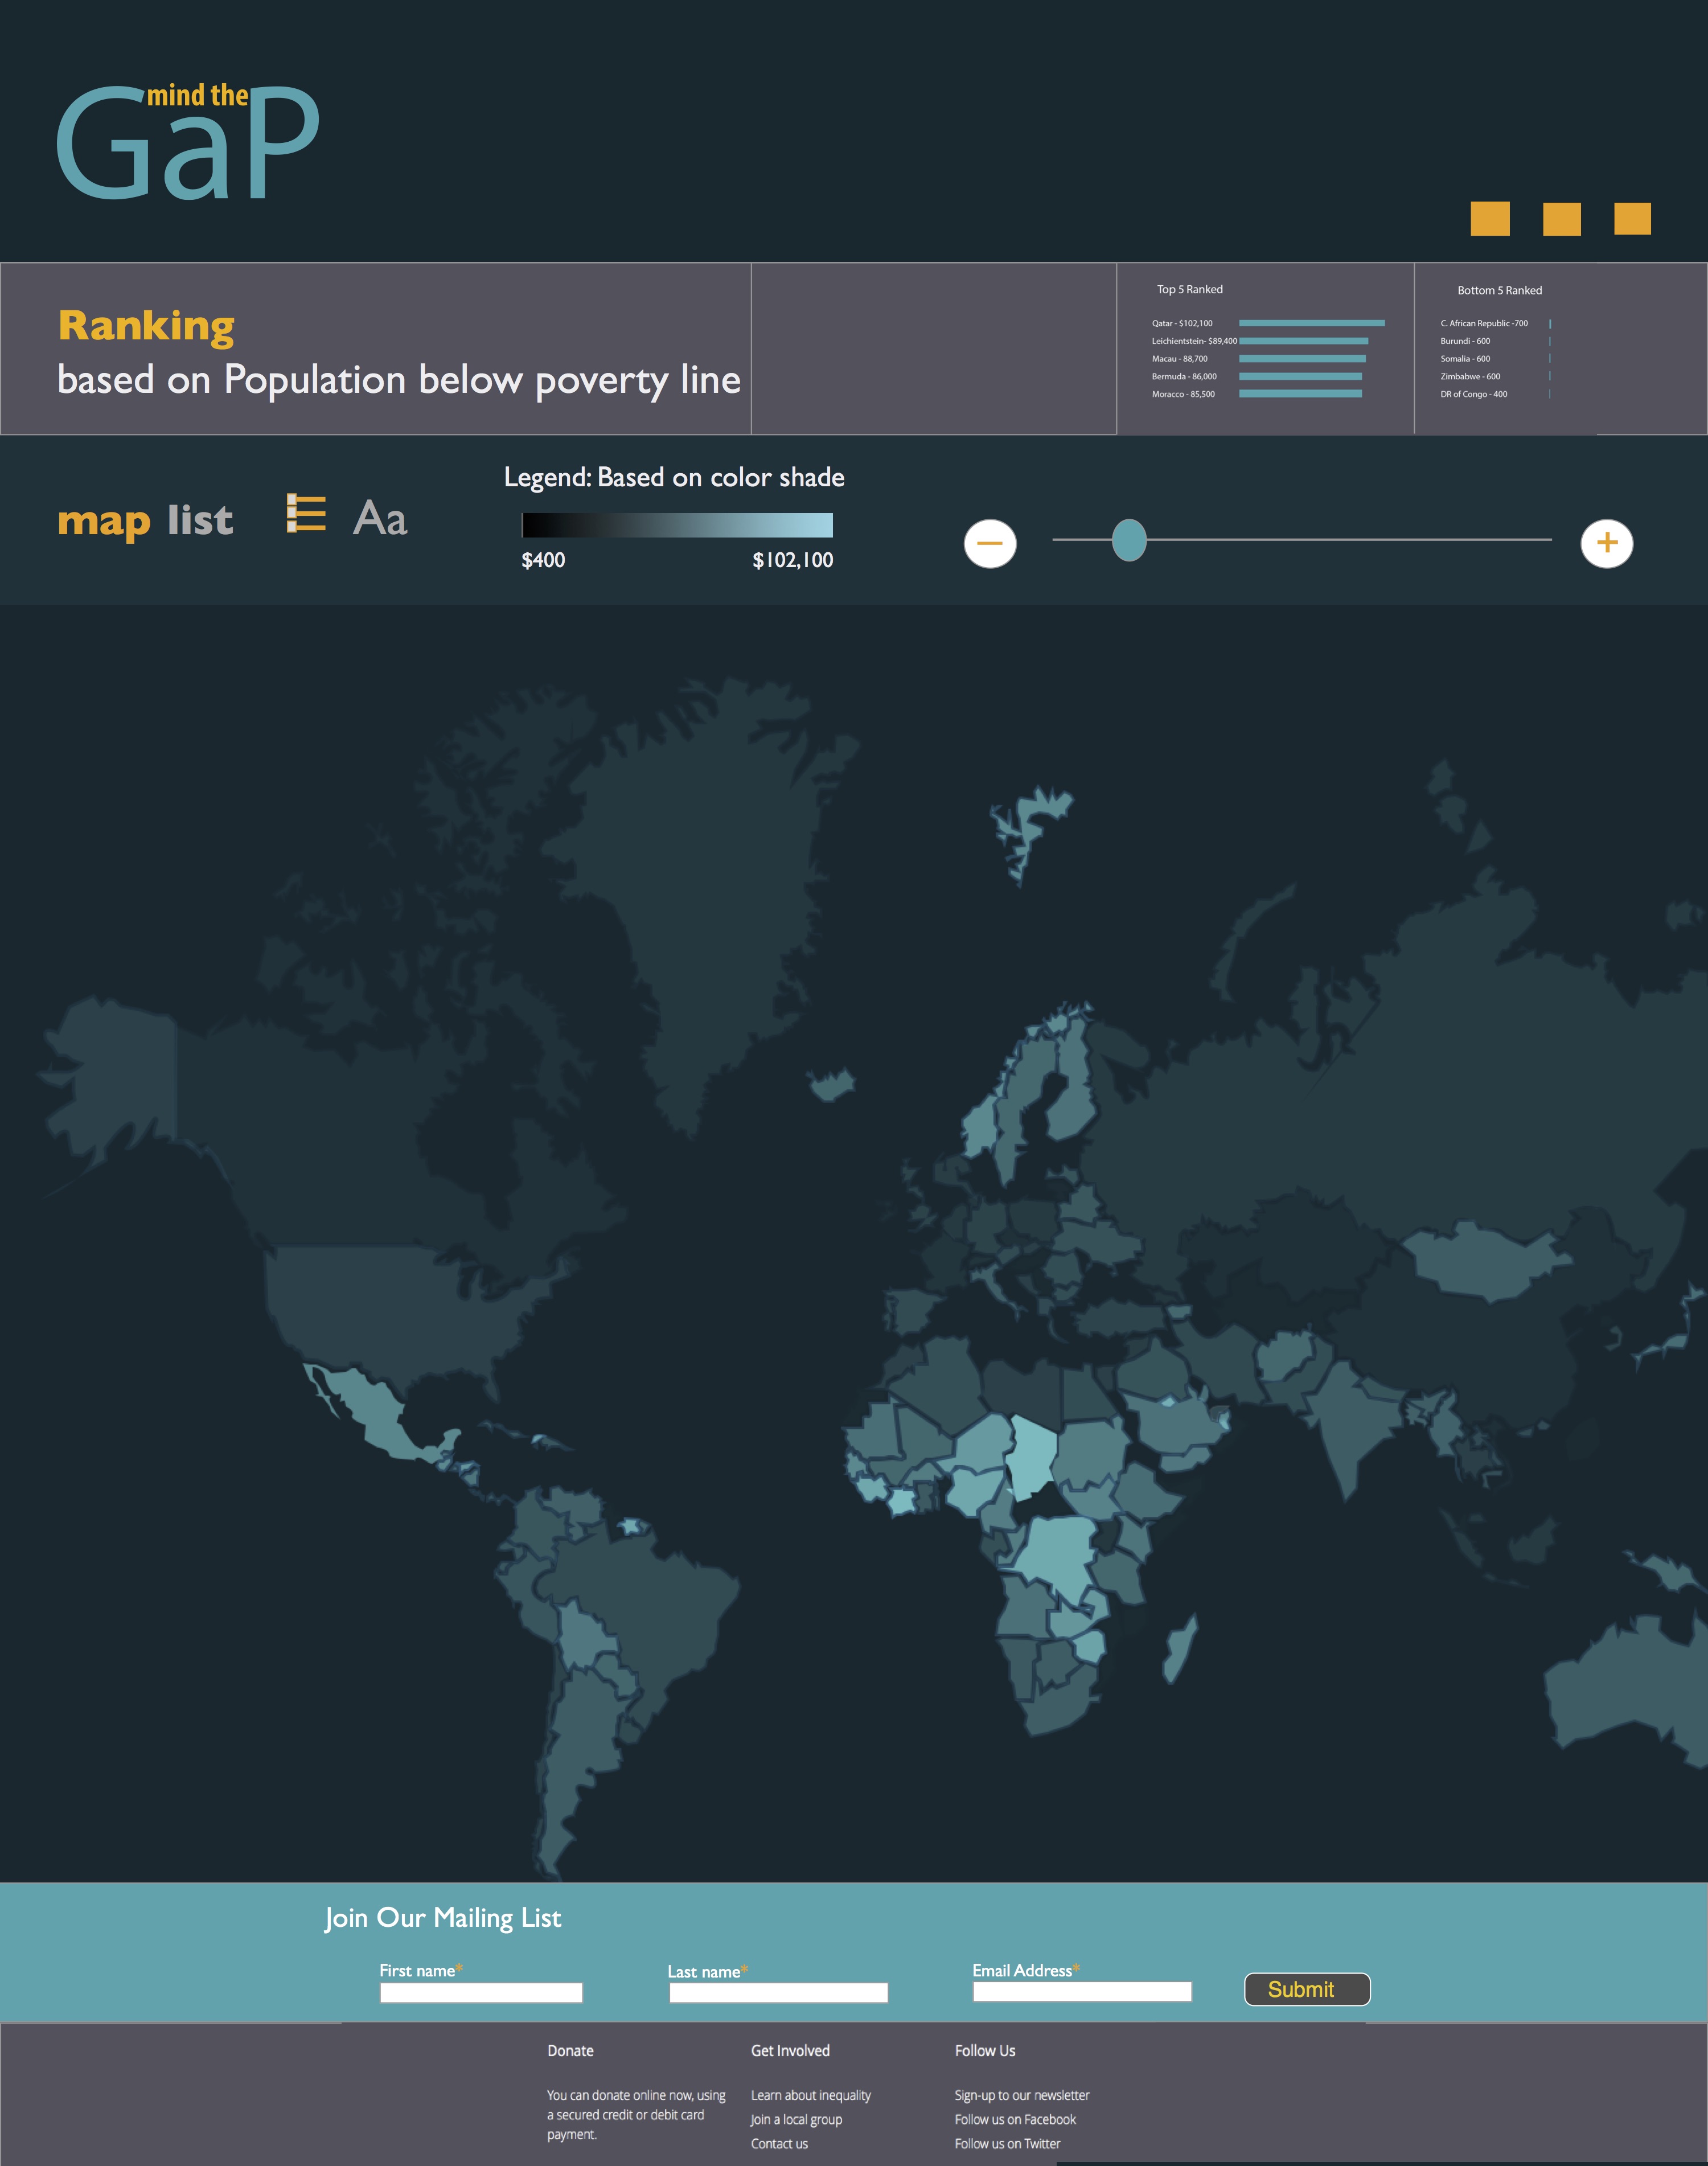 mind the
GaP
Ranking
based on Population below poverty line
Top 5 Ranked
Qatar - $102,100
Leichientstein- $89,400
Macau - 88,700
Bermuda - 86,000
Moracco - 85,500
Bottom 5 Ranked
C. African Republic -700
Burundi - 600
Somalia - 600
Zimbabwe - 600
DR of Congo - 400
map list Aa
Legend: Based on color shade
$400 $102,100
Join Our Mailing List
First name* Last name* Email Address* Submit
Donate
You can donate online now, using
a secured credit or debit card
payment.
Get Involved
Learn about inequality
Join a local group
Contact us
Follow Us
Sign-up to our newsletter
Follow us on Facebook
Follow us on Twitter